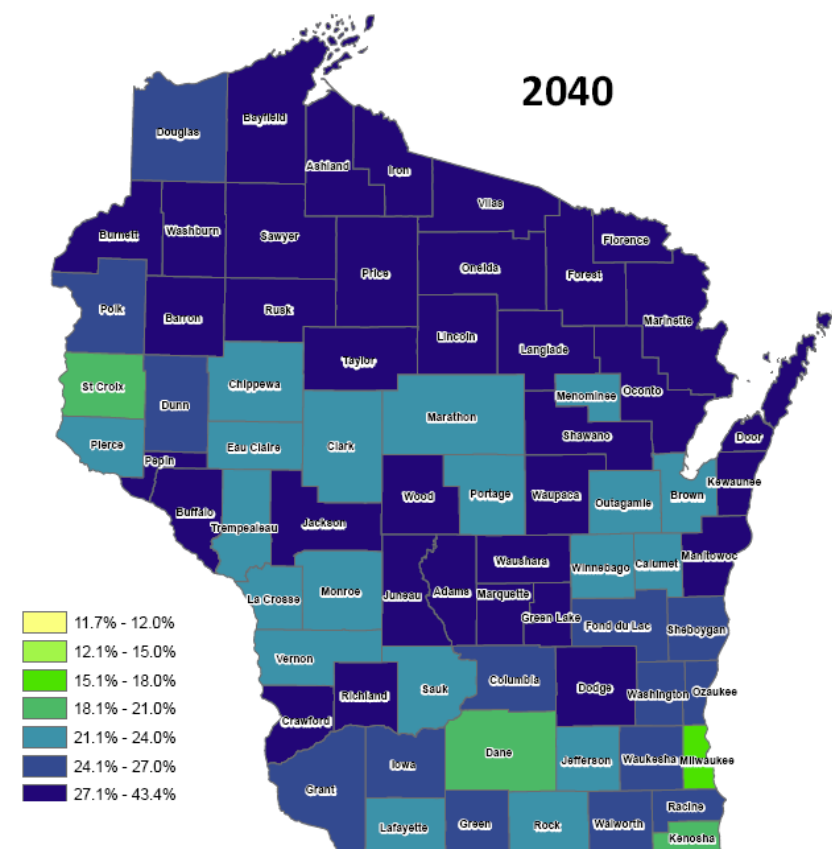 2040
Bayfield
Douglas
Ashland
Iron
Vilas
Burnett
Washburn
Sawyer
Florence
Price
Oneida
Forest
Polk
Barron
Rusk
Marinette
Lincoln
Langlade
Taylor
St Croix
Chippewa
Oconto
Dunn
Menominee
Marathon
Pierce
Eau Claire
Clark
Shawano
Door
Pepin
Wood
Portage
Waupaca
Outagamie
Brown
Kewaunee
Buffalo
Trempealeau
Jackson
Manitowoc
Waushara
Winnebago
Calumet
La Crosse
Monroe
Juneau
Adams
Marquette
Green Lake
Fond du Lac
Sheboygan
Vernon
Sauk
Columbia
Dodge
Washington
Ozaukee
Richland
Crawford
Dane
Jefferson
Waukesha
Milwaukee
Iowa
Grant
Racine
Lafayette
Green
Rock
Walworth
Kenosha
11.7% - 12.0%
12.1% - 15.0%
15.1% - 18.0%
18.1% - 21.0%
21.1% - 24.0%
24.1% - 27.0%
27.1% - 43.4%